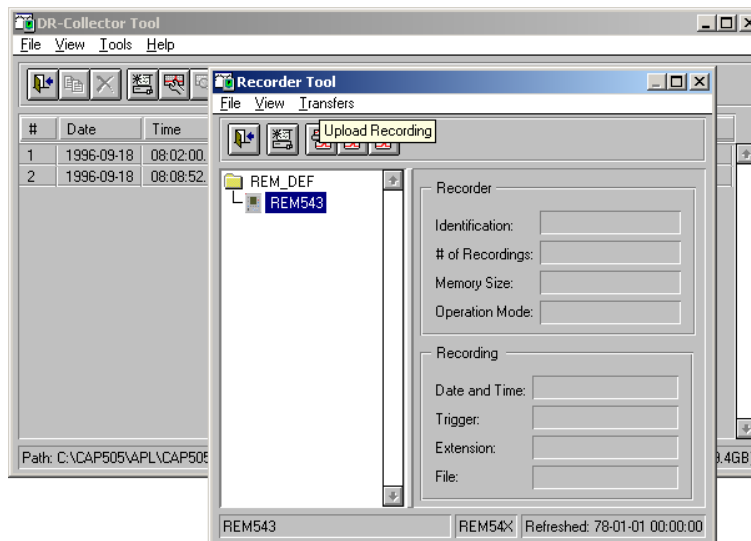 DR-Collector Tool
File View Tools Help
# Date Time
1 1996-09-18 08:02:00.
2 1996-09-18 08:08:52.
Path: C:\CAP505\APL\CAP505
9.4GB
Recorder Tool
File View Transfers
Upload Recording
REM_DEF
REM543
Recorder
Identification:
# of Recordings:
Memory Size:
Operation Mode:
Recording
Date and Time:
Trigger:
Extension:
File:
REM543 REM54X Refreshed: 78-01-01 00:00:00